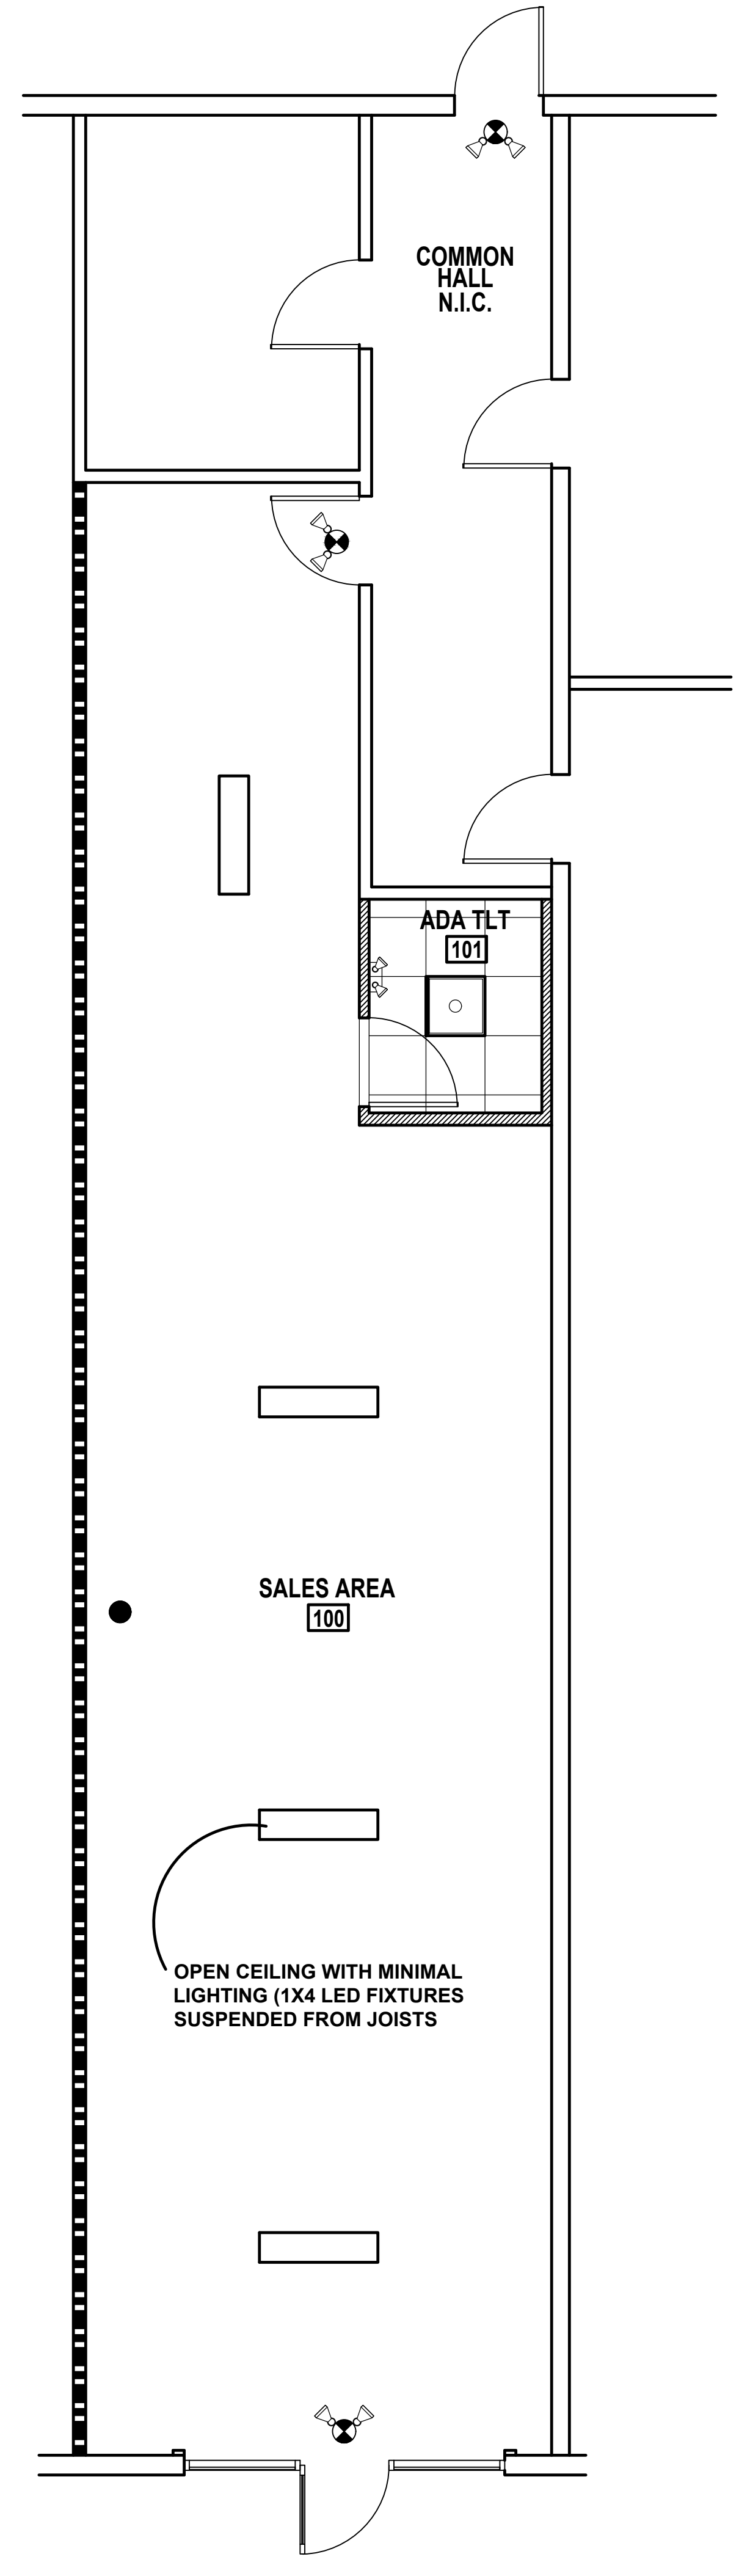 COMMON
HALL
N.I.C.
ADA TLT
101
SALES AREA
100
OPEN CEILING WITH MINIMAL
LIGHTING (1X4 LED FIXTURES
SUSPENDED FROM JOISTS